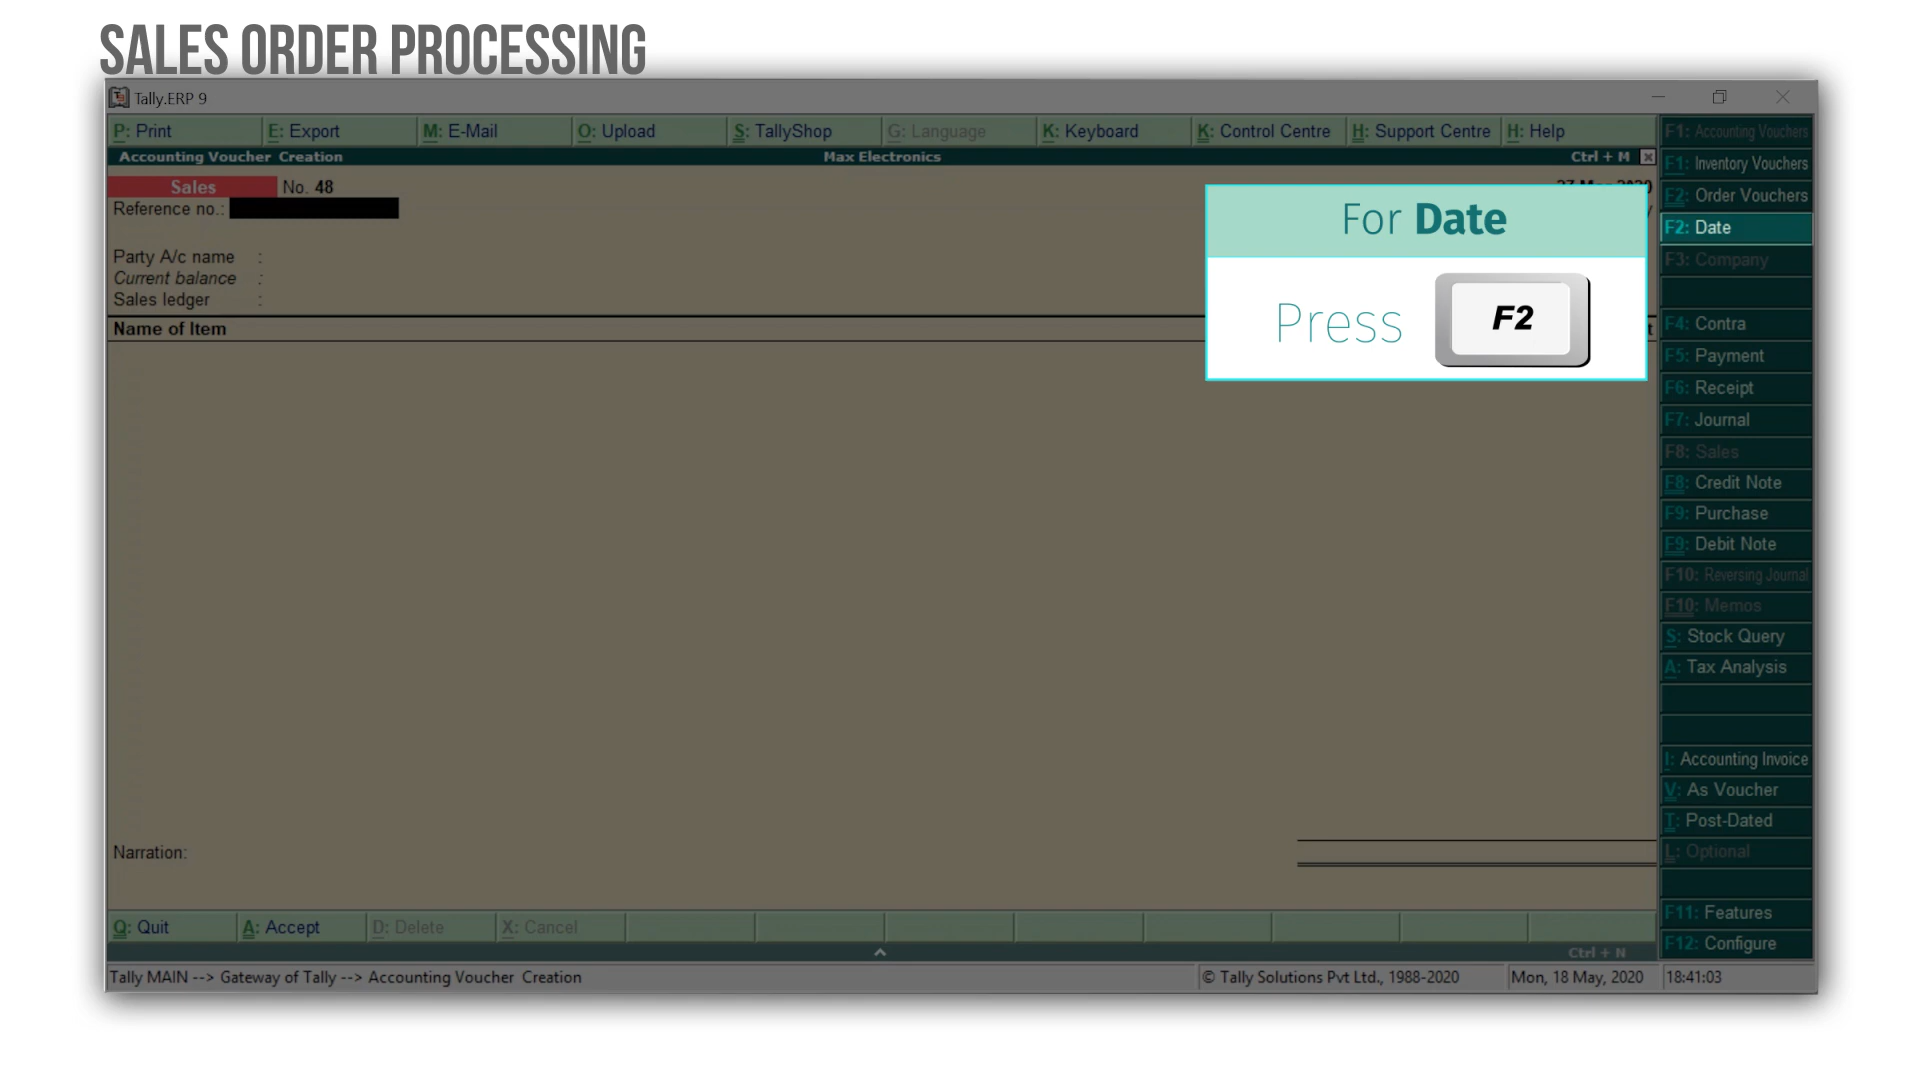 SALES ORDER PROCESSING
Tally.ERP 9
P: Print E: Export M: E-Mail O: Upload S: TallyShop G: Language K: Keyboard K: Control Centre H: Support Centre H: Help
Accounting Voucher Creation Max Electronics Ctrl + M
Sales No. 48
Reference no.:
Party A/c name :
Current balance :
Sales ledger :
Name of Item
For Date
Press F2
F1: Accounting Vouchers
F1: Inventory Vouchers
F2: Order Vouchers
F2: Date
F3: Company
F4: Contra
F5: Payment
F6: Receipt
F7: Journal
F8: Sales
F8: Credit Note
F9: Purchase
F9: Debit Note
F10: Reversing Journal
F10: Memos
S: Stock Query
A: Tax Analysis
I: Accounting Invoice
V: As Voucher
T: Post-Dated
L: Optional
F11: Features
F12: Configure
Narration:
Q: Quit A: Accept D: Delete X: Cancel
Ctrl + N
Tally MAIN --> Gateway of Tally --> Accounting Voucher Creation © Tally Solutions Pvt Ltd., 1988-2020 Mon, 18 May, 2020 18:41:03